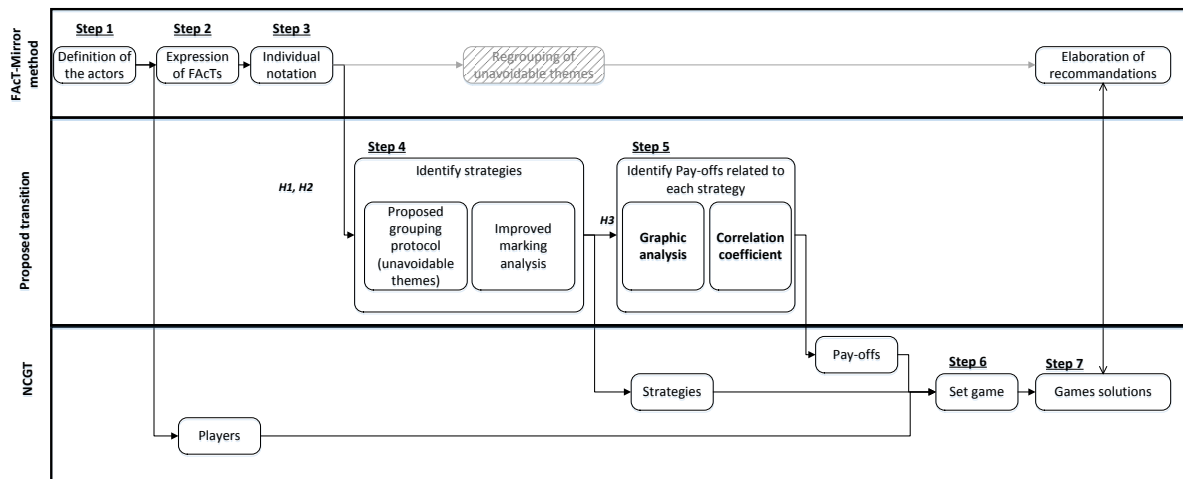 FAcT-Mirror
method
Step 1
Definition of
the actors
Step 2
Expression
of FAcTs
Step 3
Individual
notation
Regrouping of
unavoidable themes
Elaboration of
recommandations
Proposed transition
H1, H2
Step 4
Identify strategies
Proposed
grouping
protocol
(unavoidable
themes)
Improved
marking
analysis
H3
Step 5
Identify Pay-offs related to
each strategy
Graphic
analysis
Correlation
coefficient
NCGT
Players
Strategies
Pay-offs
Step 6
Set game
Step 7
Games solutions